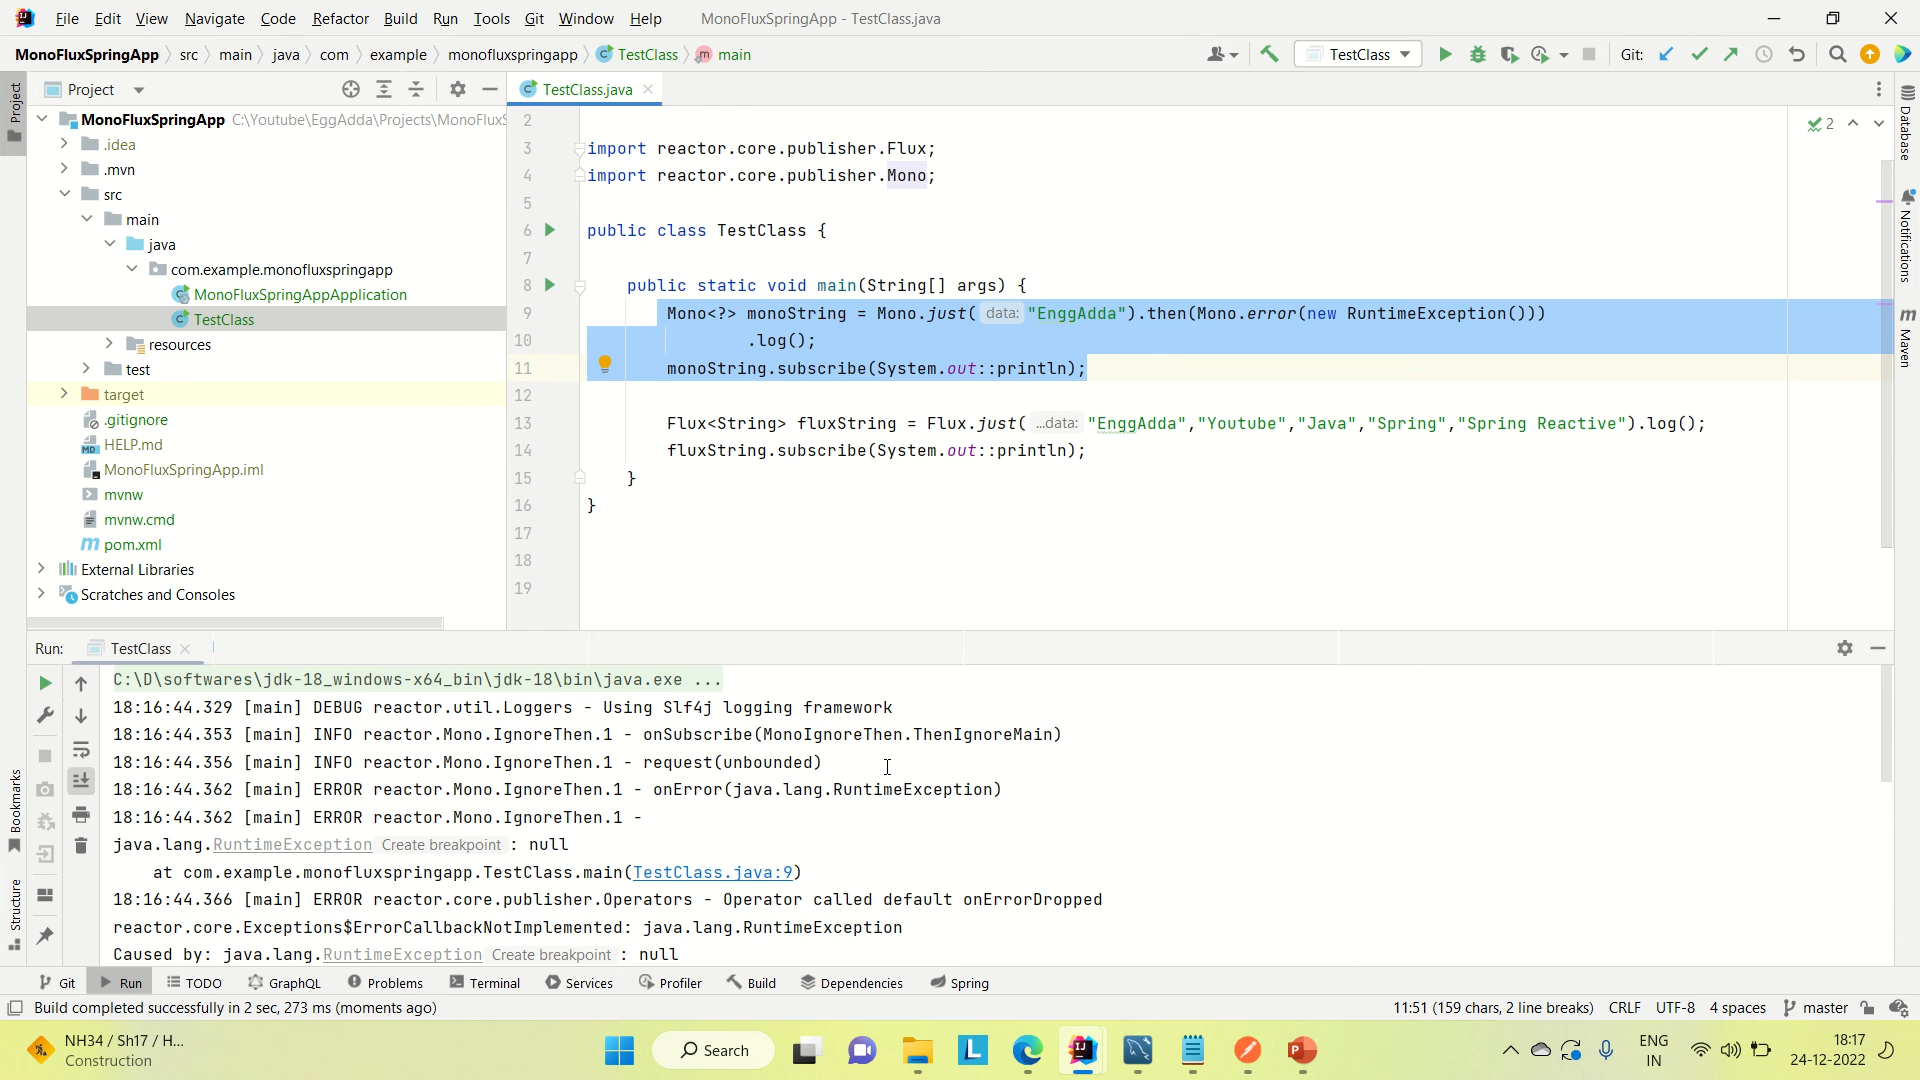 File Edit View Navigate Code Refactor Build Run Tools Git Window Help MonoFluxSpringApp - TestClass.java
MonoFluxSpringApp src main java com example monofluxspringapp TestClass main TestClass Git:
Project TestClass.java
MonoFluxSpringApp C:\Youtube\EggAdda\Projects\MonoFluxS
.idea
.mvn
src
main
java
com.example.monofluxspringapp
MonoFluxSpringAppApplication
TestClass
resources
test
target
.gitignore
HELP.md
MonoFluxSpringApp.iml
mvnw
mvnw.cmd
pom.xml
External Libraries
Scratches and Consoles
2
3 import reactor.core.publisher.Flux;
4 import reactor.core.publisher.Mono;
5
6 public class TestClass {
7
8 public static void main(String[] args) {
9 Mono<?> monoString = Mono.just( data: "EnggAdda").then(Mono.error(new RuntimeException()))
10 .log();
11 monoString.subscribe(System.out::println);
12
13 Flux<String> fluxString = Flux.just( ...data: "EnggAdda","Youtube","Java","Spring","Spring Reactive").log();
14 fluxString.subscribe(System.out::println);
15 }
16 }
17
18
19
2
Project
Bookmarks
Structure
Database
Notifications
Maven
Run: TestClass
C:\D\softwares\jdk-18_windows-x64_bin\jdk-18\bin\java.exe ...
18:16:44.329 [main] DEBUG reactor.util.Loggers - Using Slf4j logging framework
18:16:44.353 [main] INFO reactor.Mono.IgnoreThen.1 - onSubscribe(MonoIgnoreThen.ThenIgnoreMain)
18:16:44.356 [main] INFO reactor.Mono.IgnoreThen.1 - request(unbounded)
18:16:44.362 [main] ERROR reactor.Mono.IgnoreThen.1 - onError(java.lang.RuntimeException)
18:16:44.362 [main] ERROR reactor.Mono.IgnoreThen.1 -
java.lang.RuntimeException Create breakpoint : null
at com.example.monofluxspringapp.TestClass.main(TestClass.java:9)
18:16:44.366 [main] ERROR reactor.core.publisher.Operators - Operator called default onErrorDropped
reactor.core.Exceptions$ErrorCallbackNotImplemented: java.lang.RuntimeException
Caused by: java.lang.RuntimeException Create breakpoint : null
Git Run TODO GraphQL Problems Terminal Services Profiler Build Dependencies Spring
Build completed successfully in 2 sec, 273 ms (moments ago) 11:51 (159 chars, 2 line breaks) CRLF UTF-8 4 spaces master
NH34 / Sh17 / H...
Construction
Search
ENG
IN
18:17
24-12-2022